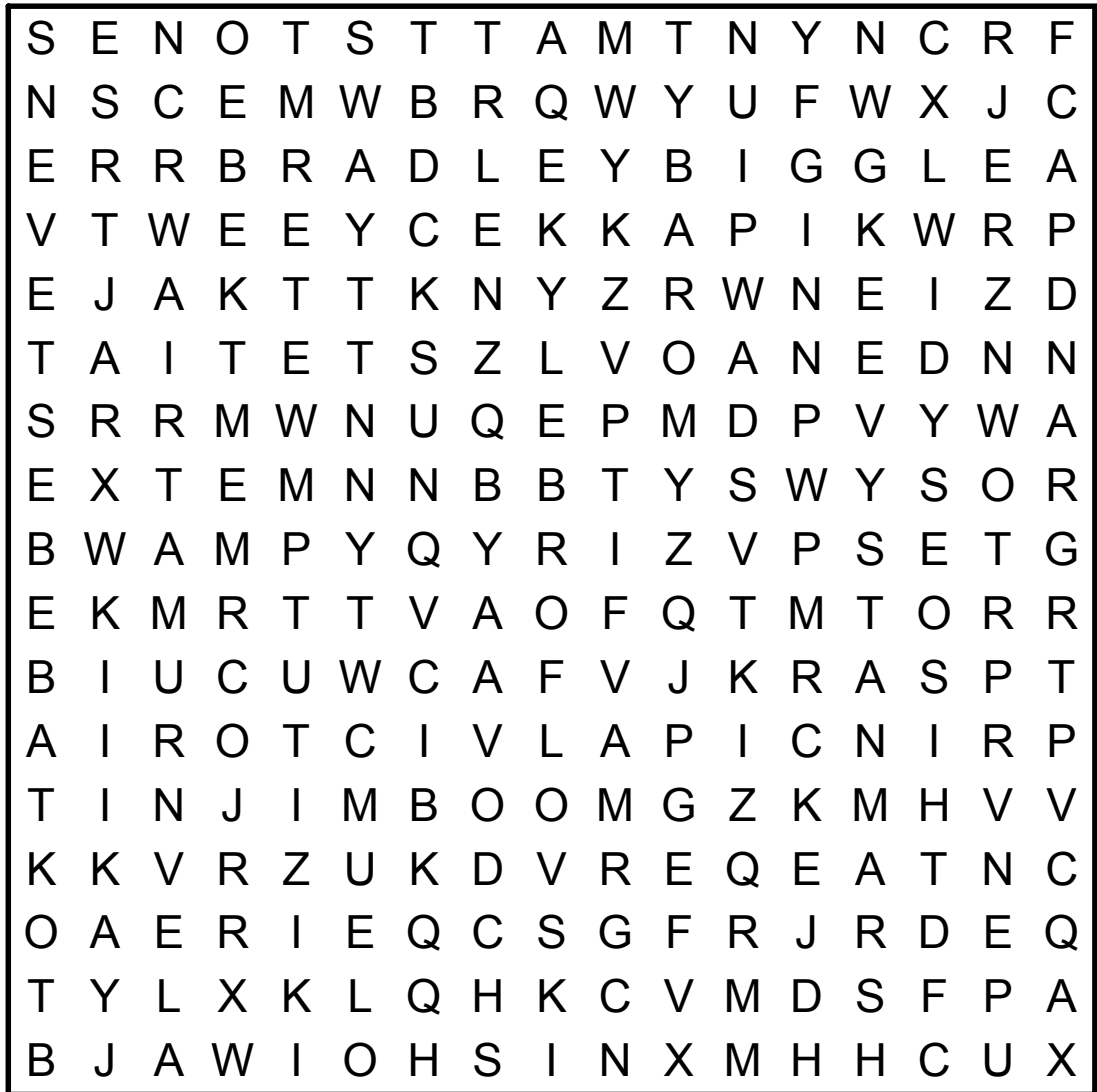 S E N O T S T T A M T N Y N C R F
N S C E M W B R Q W Y U F W X J C
E R R B R A D L E Y B I G G L E A
V T W E E Y C E K K A P I K W R P
E J A K T T K N Y Z R W N E I Z D
T A I T E T S Z L V O A N E D N N
S R R M W N U Q E P M D P V Y W A
E X T E M N N B B T Y S W Y S O R
B W A M P Y Q Y R I Z V P S E T G
E K M R T T V A O F Q T M T O R R
B I U C U W C A F V J K R A S P T
A I R O T C I V L A P I C N I R P
T I N J I M B O O M G Z K M H V V
K K V R Z U K D V R E Q E A T N C
O A E R I E Q C S G F R J R D E Q
T Y L X K L Q H K C V M D S F P A
B J A W I O H S I N X M H H C U X